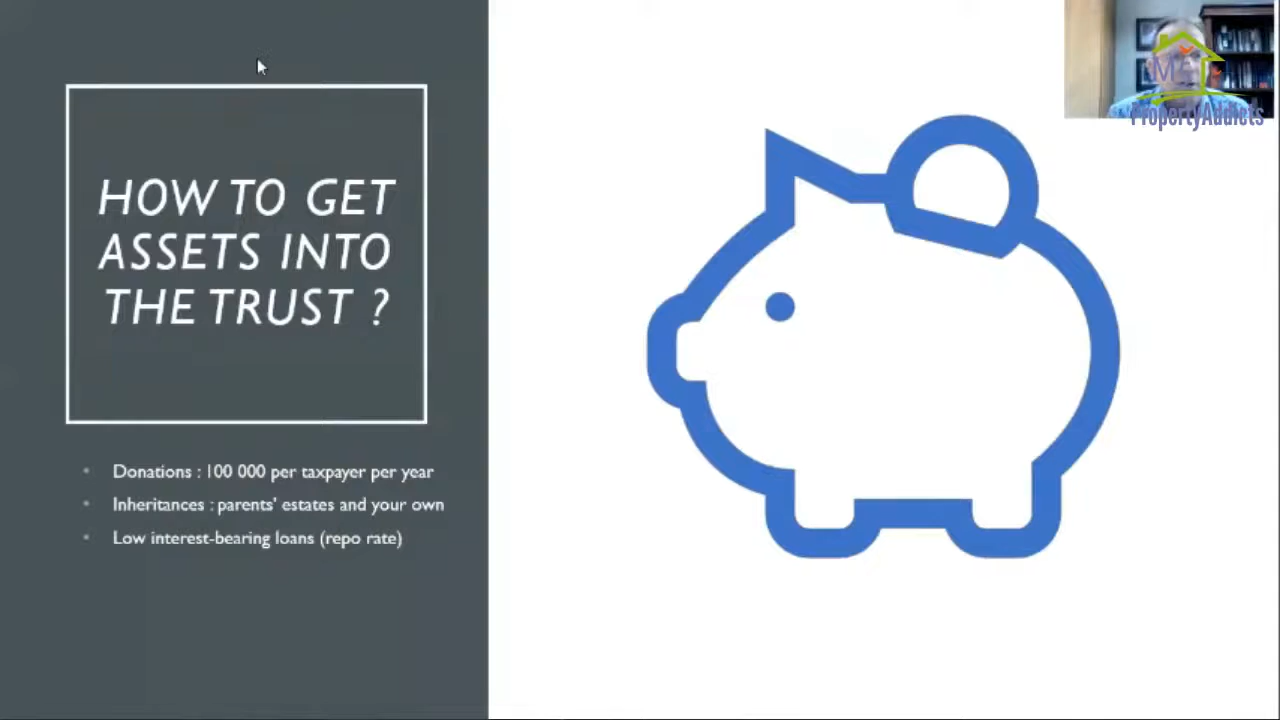 HOW TO GET
ASSETS INTO
THE TRUST ?
• Donations : 100 000 per taxpayer per year
• Inheritances : parents' estates and your own
• Low interest-bearing loans (repo rate)
PropertyAddicts